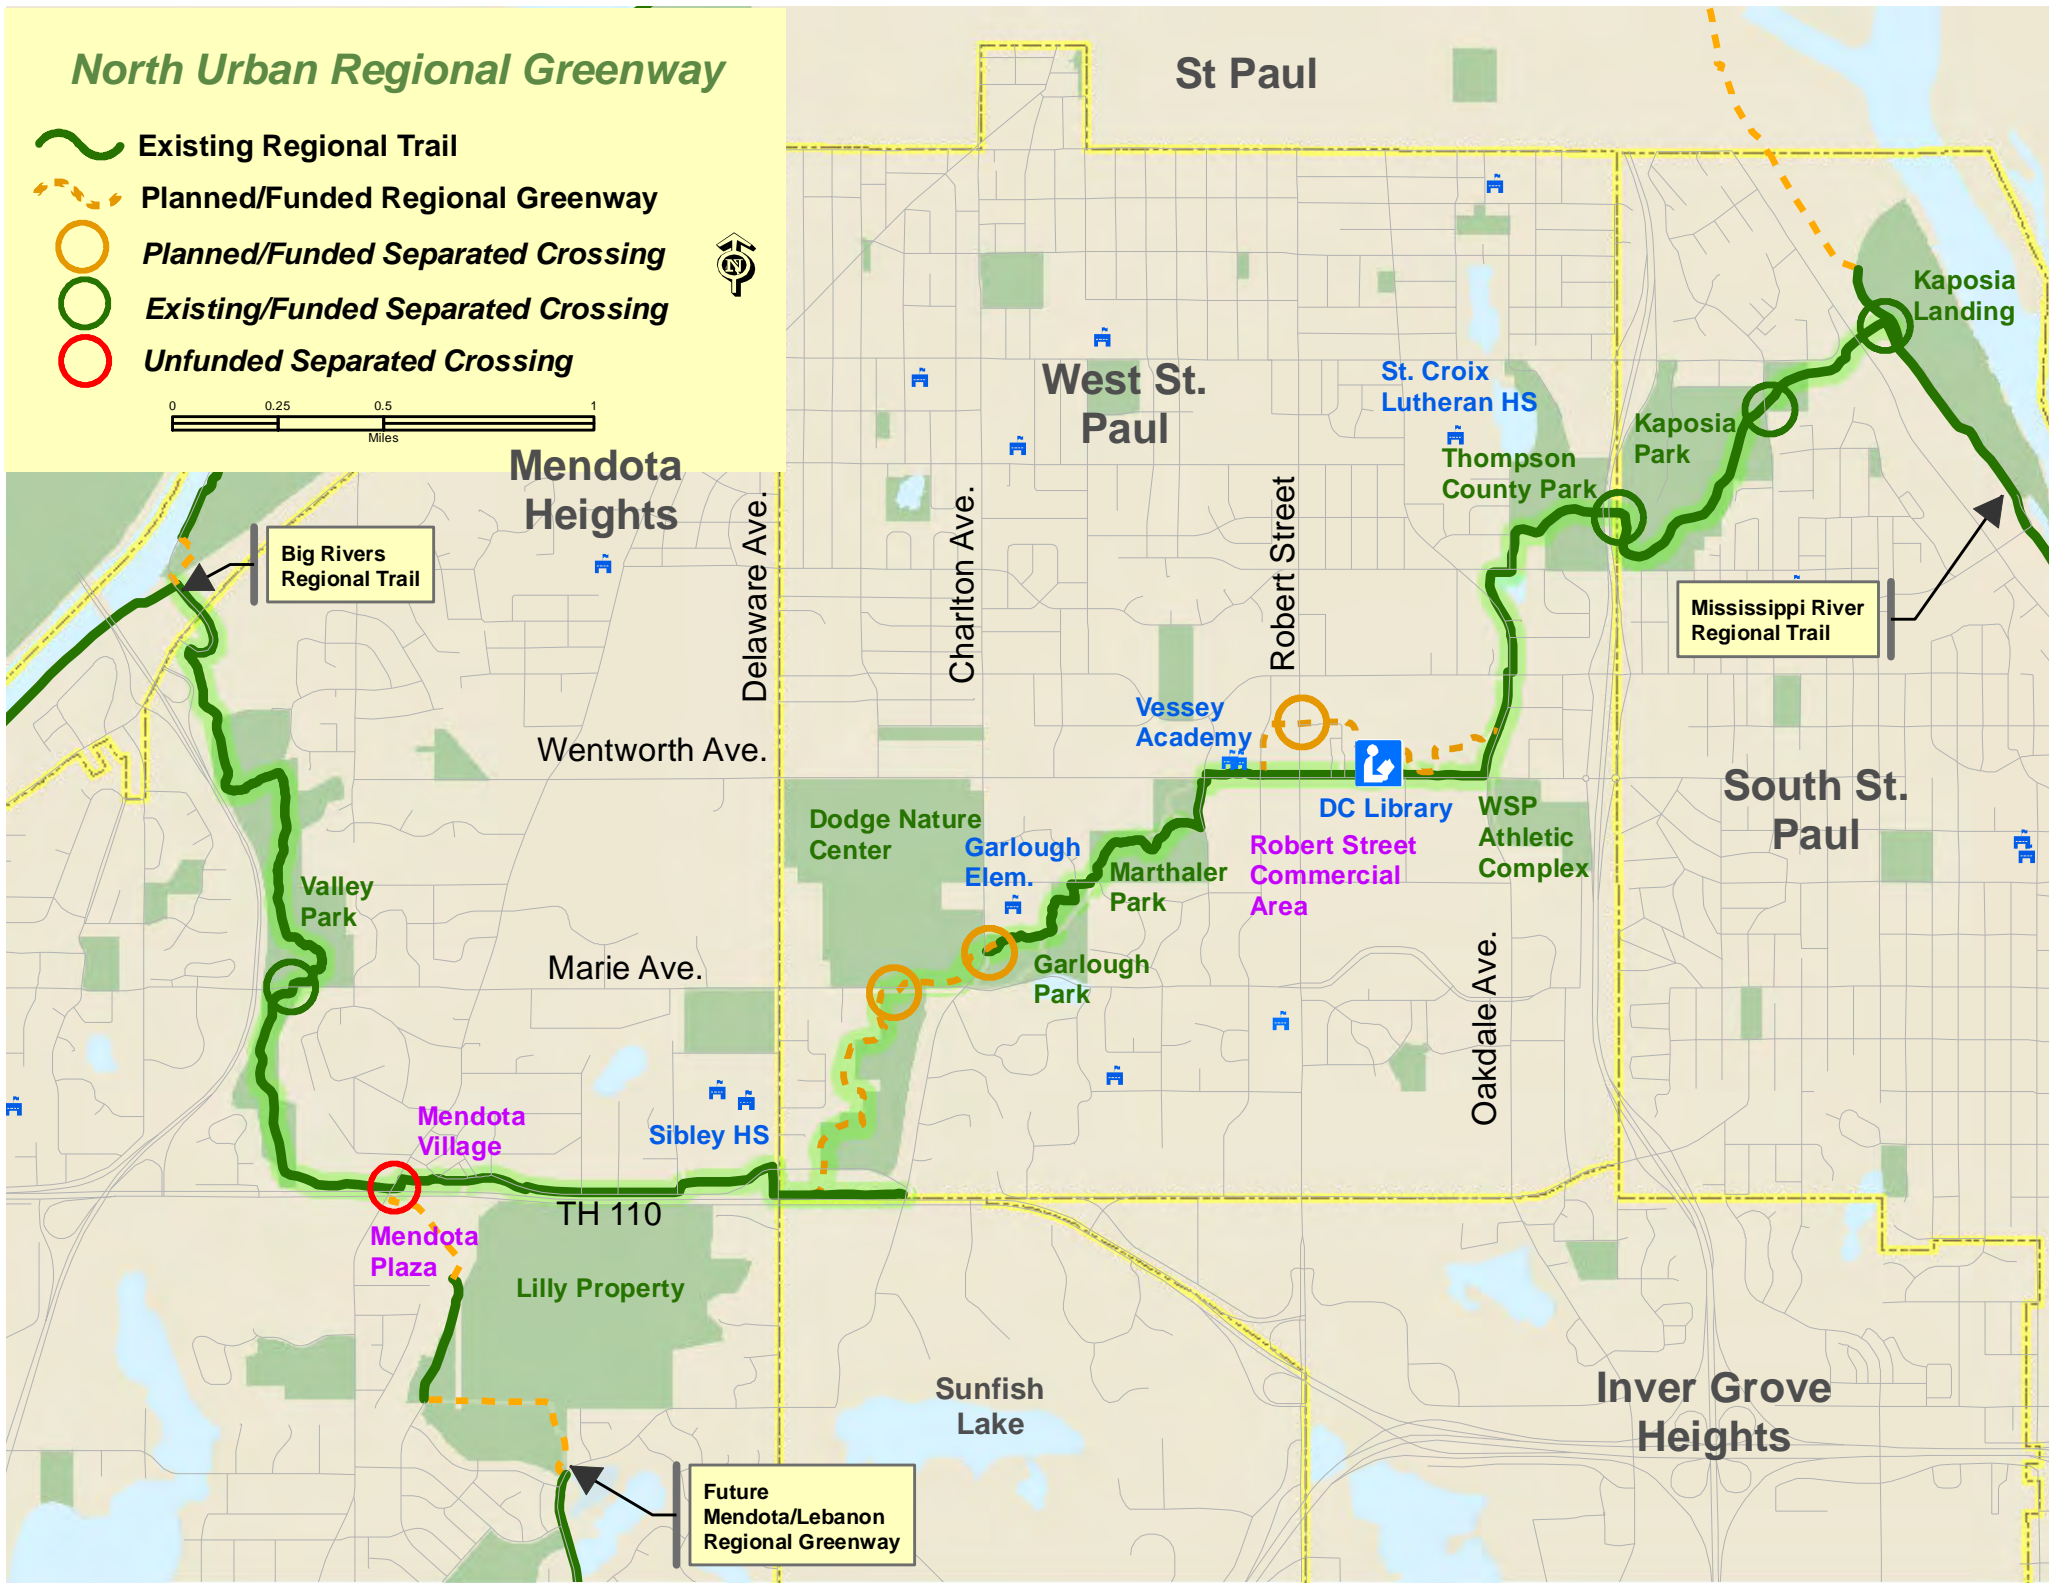 North Urban Regional Greenway
Existing Regional Trail
Planned/Funded Regional Greenway
Planned/Funded Separated Crossing
Existing/Funded Separated Crossing
Unfunded Separated Crossing
N
0 0.25 0.5 1
Miles
St Paul
Kaposia
Landing
West St.
Paul
St. Croix
Lutheran HS
Kaposia
Park
Thompson
County Park
Mendota
Heights
Big Rivers
Regional Trail
Delaware Ave.
Charlton Ave.
Robert Street
Mississippi River
Regional Trail
Vessey
Academy
Wentworth Ave.
DC Library
WSP
Athletic
Complex
South St.
Paul
Dodge Nature
Center
Garlough
Elem.
Marthaler
Park
Robert Street
Commercial
Area
Valley
Park
Marie Ave.
Garlough
Park
Oakdale Ave.
Mendota
Village
Sibley HS
TH 110
Mendota
Plaza
Lilly Property
Sunfish
Lake
Inver Grove
Heights
Future
Mendota/Lebanon
Regional Greenway